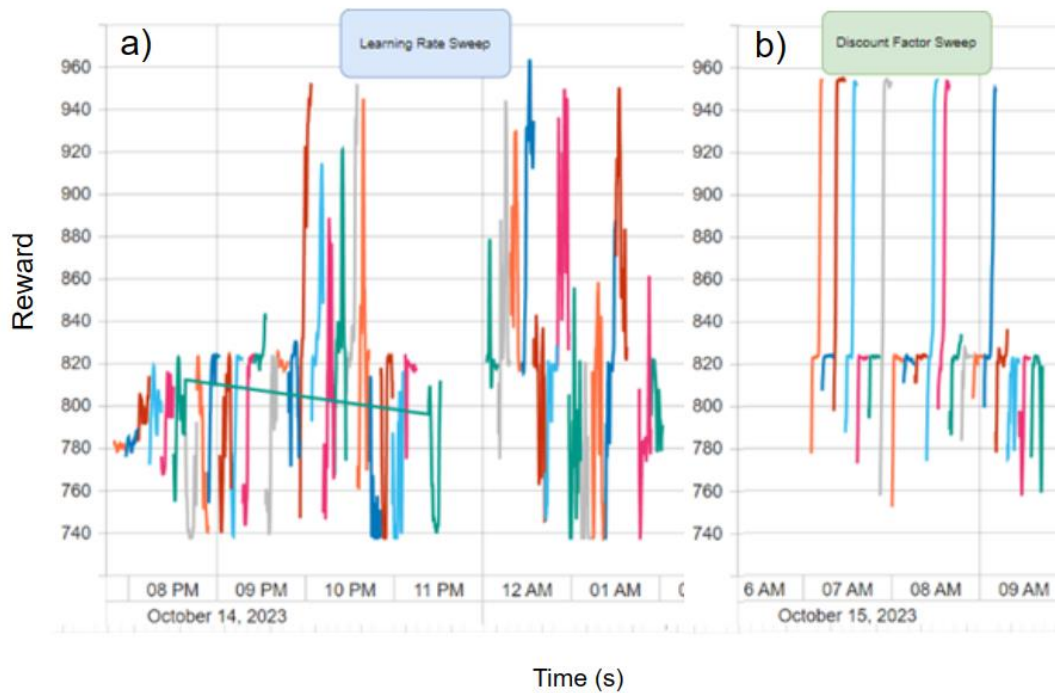 a)
Learning Rate Sweep
960
940
920
900
880
860
840
820
800
780
760
740
08 PM 09 PM 10 PM 11 PM 12 AM 01 AM 0
October 14, 2023
b)
Discount Factor Sweep
960
940
920
900
880
860
840
820
800
780
760
740
6 AM 07 AM 08 AM 09 AM
October 15, 2023
Reward
Time (s)